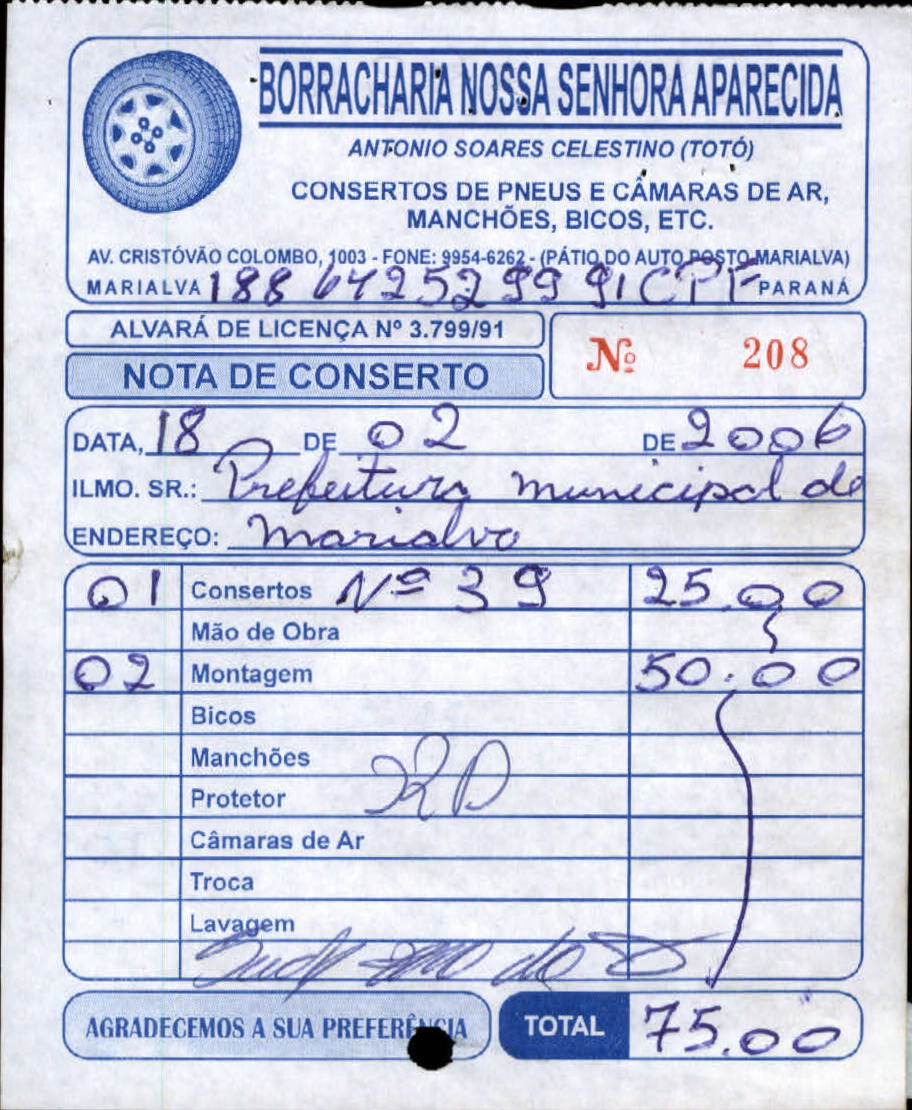 BORRACHARIA NOSSA SENHORA APARECIDA
ANTONIO SOARES CELESTINO (TOTÓ)
CONSERTOS DE PNEUS E CÂMARAS DE AR,
MANCHÕES, BICOS, ETC.
AV. CRISTÓVÃO COLOMBO, 1003 - FONE: 9954-6262 - (PÁTIO DO AUTO POSTO MARIALVA)
MARIALVA 188 642529991 CPF PARANÁ
ALVARÁ DE LICENÇA Nº 3.799/91
Nº 208
NOTA DE CONSERTO
DATA, 18 DE 02 DE 2006
ILMO. SR.: Prefeitura municipal de
ENDEREÇO: marialva
01 Consertos Nº 39 25.00
Mão de Obra
02 Montagem 50.00
Bicos
Manchões
Protetor
Câmaras de Ar
Troca
Lavagem
AGRADECEMOS A SUA PREFERÊNCIA TOTAL 75.00